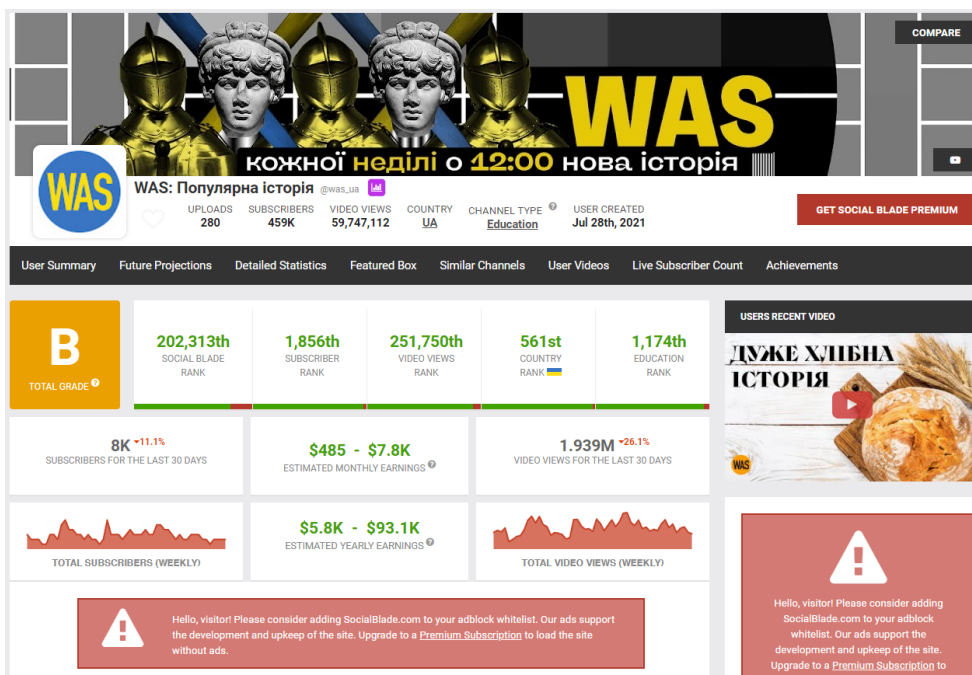 COMPARE
WAS
кожної неділі о 12:00 нова історія
WAS
WAS: Популярна історія @was_ua
UPLOADS SUBSCRIBERS VIDEO VIEWS COUNTRY CHANNEL TYPE ? USER CREATED
280 459K 59,747,112 UA Education Jul 28th, 2021
GET SOCIAL BLADE PREMIUM
User Summary Future Projections Detailed Statistics Featured Box Similar Channels User Videos Live Subscriber Count Achievements
B
TOTAL GRADE ?
202,313th
SOCIAL BLADE
RANK
1,856th
SUBSCRIBER
RANK
251,750th
VIDEO VIEWS
RANK
561st
COUNTRY
RANK
1,174th
EDUCATION
RANK
USERS RECENT VIDEO
ДУЖЕ ХЛІБНА
ІСТОРІЯ
WAS
8K -11.1%
SUBSCRIBERS FOR THE LAST 30 DAYS
$485 - $7.8K
ESTIMATED MONTHLY EARNINGS ?
1.939M -26.1%
VIDEO VIEWS FOR THE LAST 30 DAYS
TOTAL SUBSCRIBERS (WEEKLY)
$5.8K - $93.1K
ESTIMATED YEARLY EARNINGS ?
TOTAL VIDEO VIEWS (WEEKLY)
Hello, visitor! Please consider adding SocialBlade.com to your adblock whitelist. Our ads support
the development and upkeep of the site. Upgrade to a Premium Subscription to load the site
without ads.
Hello, visitor! Please consider adding
SocialBlade.com to your adblock
whitelist. Our ads support the
development and upkeep of the site.
Upgrade to a Premium Subscription to